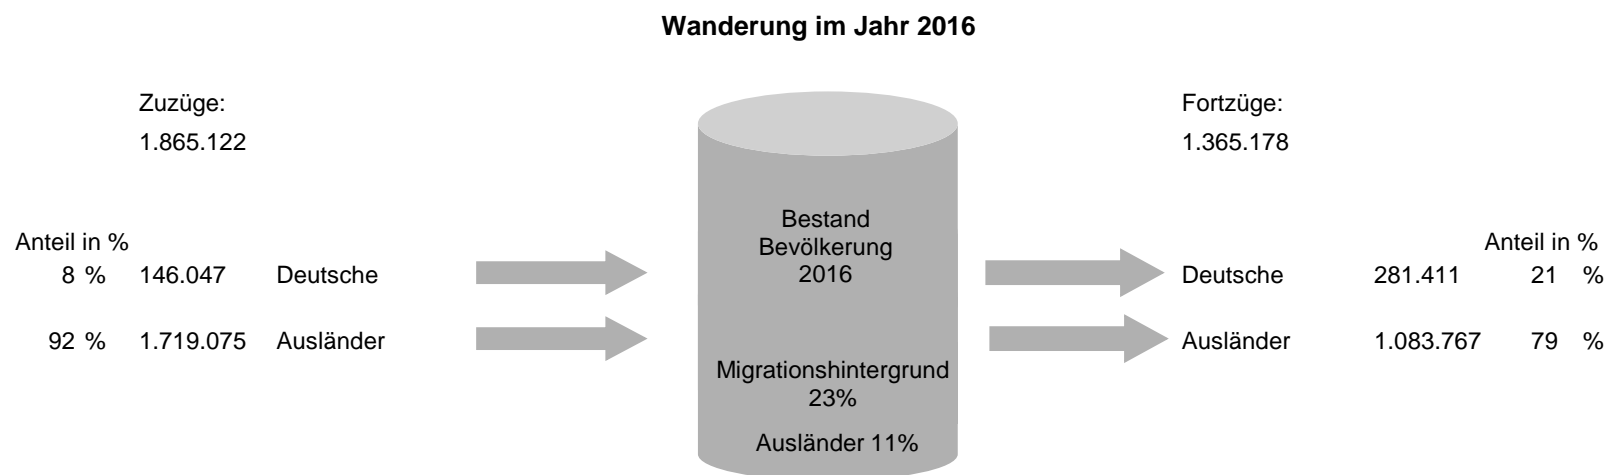 Wanderung im Jahr 2016
Zuzüge:
1.865.122
Fortzüge:
1.365.178
Anteil in %
8 % 146.047 Deutsche
92 % 1.719.075 Ausländer
Bestand
Bevölkerung
2016
Migrationshintergrund
23%
Ausländer 11%
Anteil in %
Deutsche 281.411 21 %
Ausländer 1.083.767 79 %